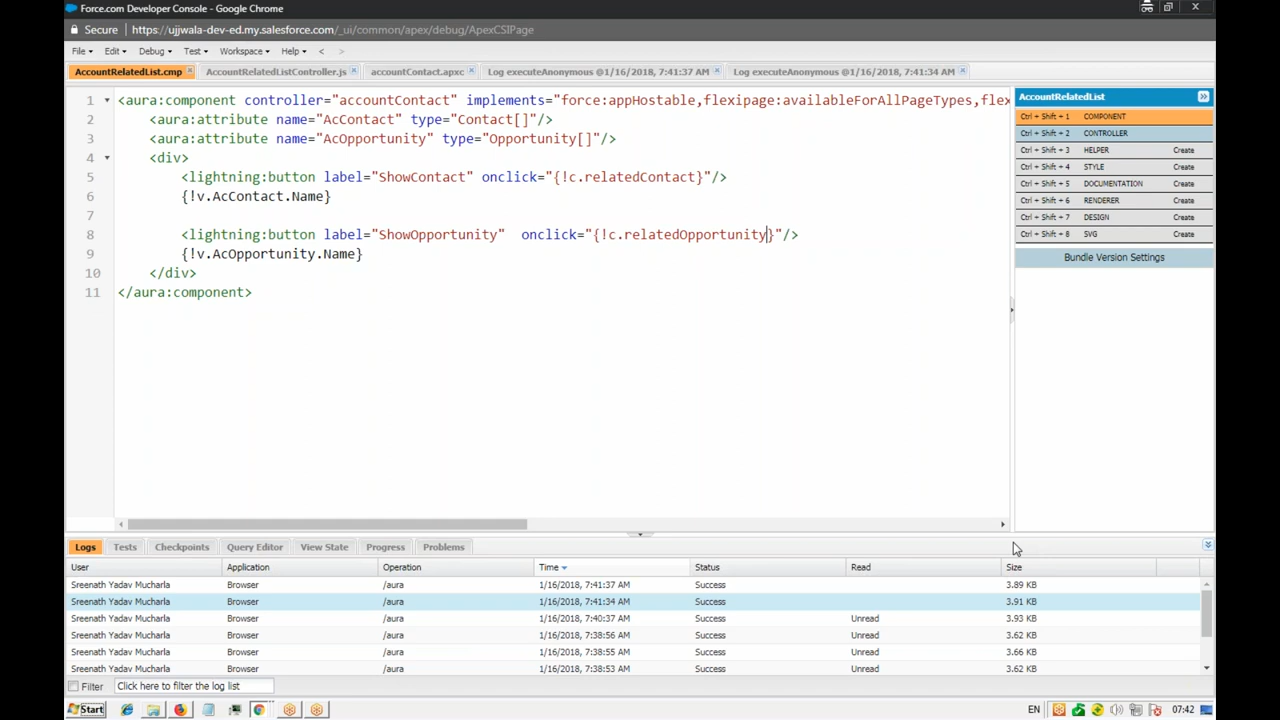 Force.com Developer Console - Google Chrome
Secure https://ujjwala-dev-ed.my.salesforce.com/_ui/common/apex/debug/ApexCSIPage
File Edit Debug Test Workspace Help < >
AccountRelatedList.cmp AccountRelatedListController.js accountContact.apxc Log executeAnonymous @1/16/2018, 7:41:37 AM Log executeAnonymous @1/16/2018, 7:41:34 AM
1 <aura:component controller="accountContact" implements="force:appHostable,flexipage:availableForAllPageTypes,flex
2 <aura:attribute name="AcContact" type="Contact[]"/>
3 <aura:attribute name="AcOpportunity" type="Opportunity[]"/>
4 <div>
5 <lightning:button label="ShowContact" onclick="{!c.relatedContact}"/>
6 {!v.AcContact.Name}
7
8 <lightning:button label="ShowOpportunity" onclick="{!c.relatedOpportunity}"/>
9 {!v.AcOpportunity.Name}
10 </div>
11 </aura:component>
AccountRelatedList
Ctrl + Shift + 1 COMPONENT
Ctrl + Shift + 2 CONTROLLER
Ctrl + Shift + 3 HELPER Create
Ctrl + Shift + 4 STYLE Create
Ctrl + Shift + 5 DOCUMENTATION Create
Ctrl + Shift + 6 RENDERER Create
Ctrl + Shift + 7 DESIGN Create
Ctrl + Shift + 8 SVG Create
Bundle Version Settings
Logs Tests Checkpoints Query Editor View State Progress Problems
User Application Operation Time Status Read Size
Sreenath Yadav Mucharla Browser /aura 1/16/2018, 7:41:37 AM Success 3.89 KB
Sreenath Yadav Mucharla Browser /aura 1/16/2018, 7:41:34 AM Success 3.91 KB
Sreenath Yadav Mucharla Browser /aura 1/16/2018, 7:40:37 AM Success Unread 3.93 KB
Sreenath Yadav Mucharla Browser /aura 1/16/2018, 7:38:56 AM Success Unread 3.62 KB
Sreenath Yadav Mucharla Browser /aura 1/16/2018, 7:38:55 AM Success Unread 3.66 KB
Sreenath Yadav Mucharla Browser /aura 1/16/2018, 7:38:53 AM Success Unread 3.62 KB
Filter Click here to filter the log list
Start EN 07:42